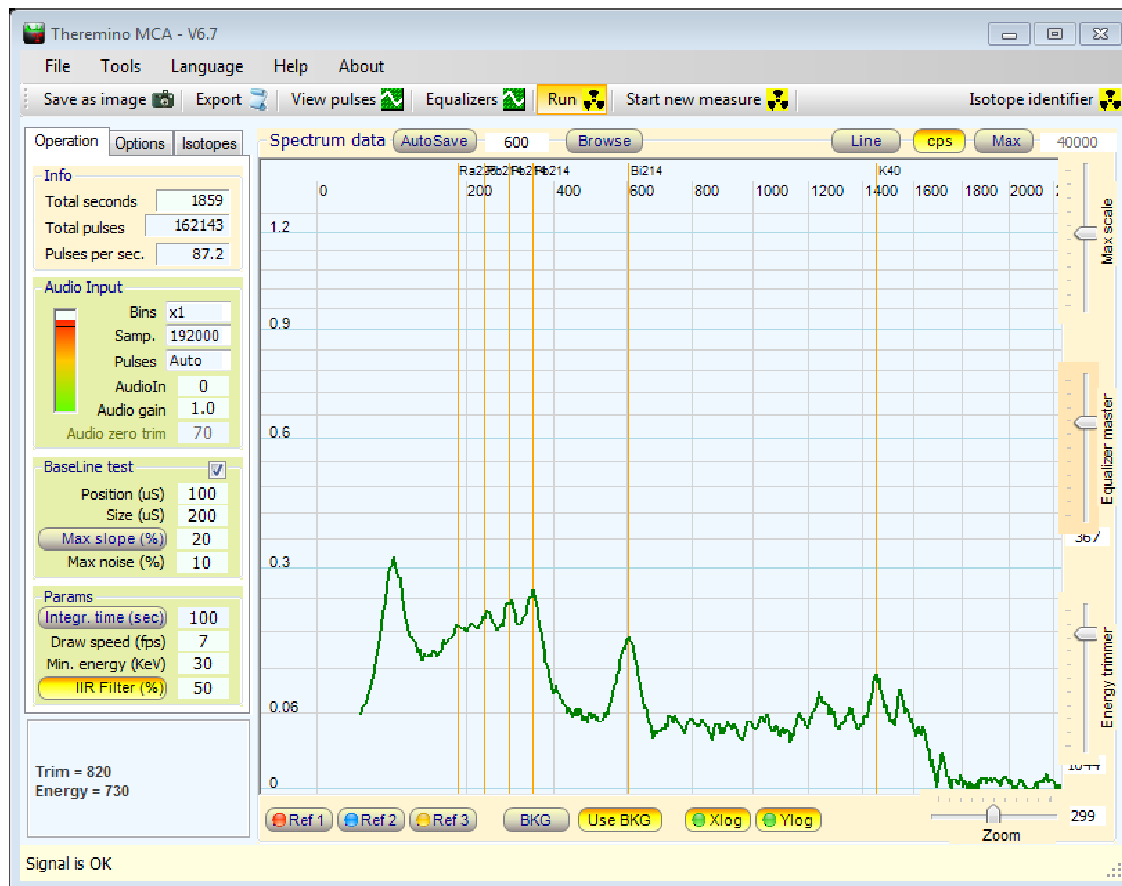 Theremino MCA - V6.7
File Tools Language Help About
Save as image Export View pulses Equalizers Run Start new measure Isotope identifier
Operation Options Isotopes
Info
Total seconds 1859
Total pulses 162143
Pulses per sec. 87.2
Audio Input
Bins x1
Samp. 192000
Pulses Auto
AudioIn 0
Audio gain 1.0
Audio zero trim 70
BaseLine test
Position (uS) 100
Size (uS) 200
Max slope (%) 20
Max noise (%) 10
Params
Integr. time (sec) 100
Draw speed (fps) 7
Min. energy (KeV) 30
IIR Filter (%) 50
Trim = 820
Energy = 730
Spectrum data AutoSave 600 Browse Line cps Max 40000
Bi214 K40
0 200 400 600 800 1000 1200 1400 1600 1800 2000
1.2
0.9
0.6
0.3
0.06
0
Max scale
Equalizer master
367
Energy trimmer
Ref 1 Ref 2 Ref 3 BKG Use BKG Xlog Ylog Zoom 299
Signal is OK